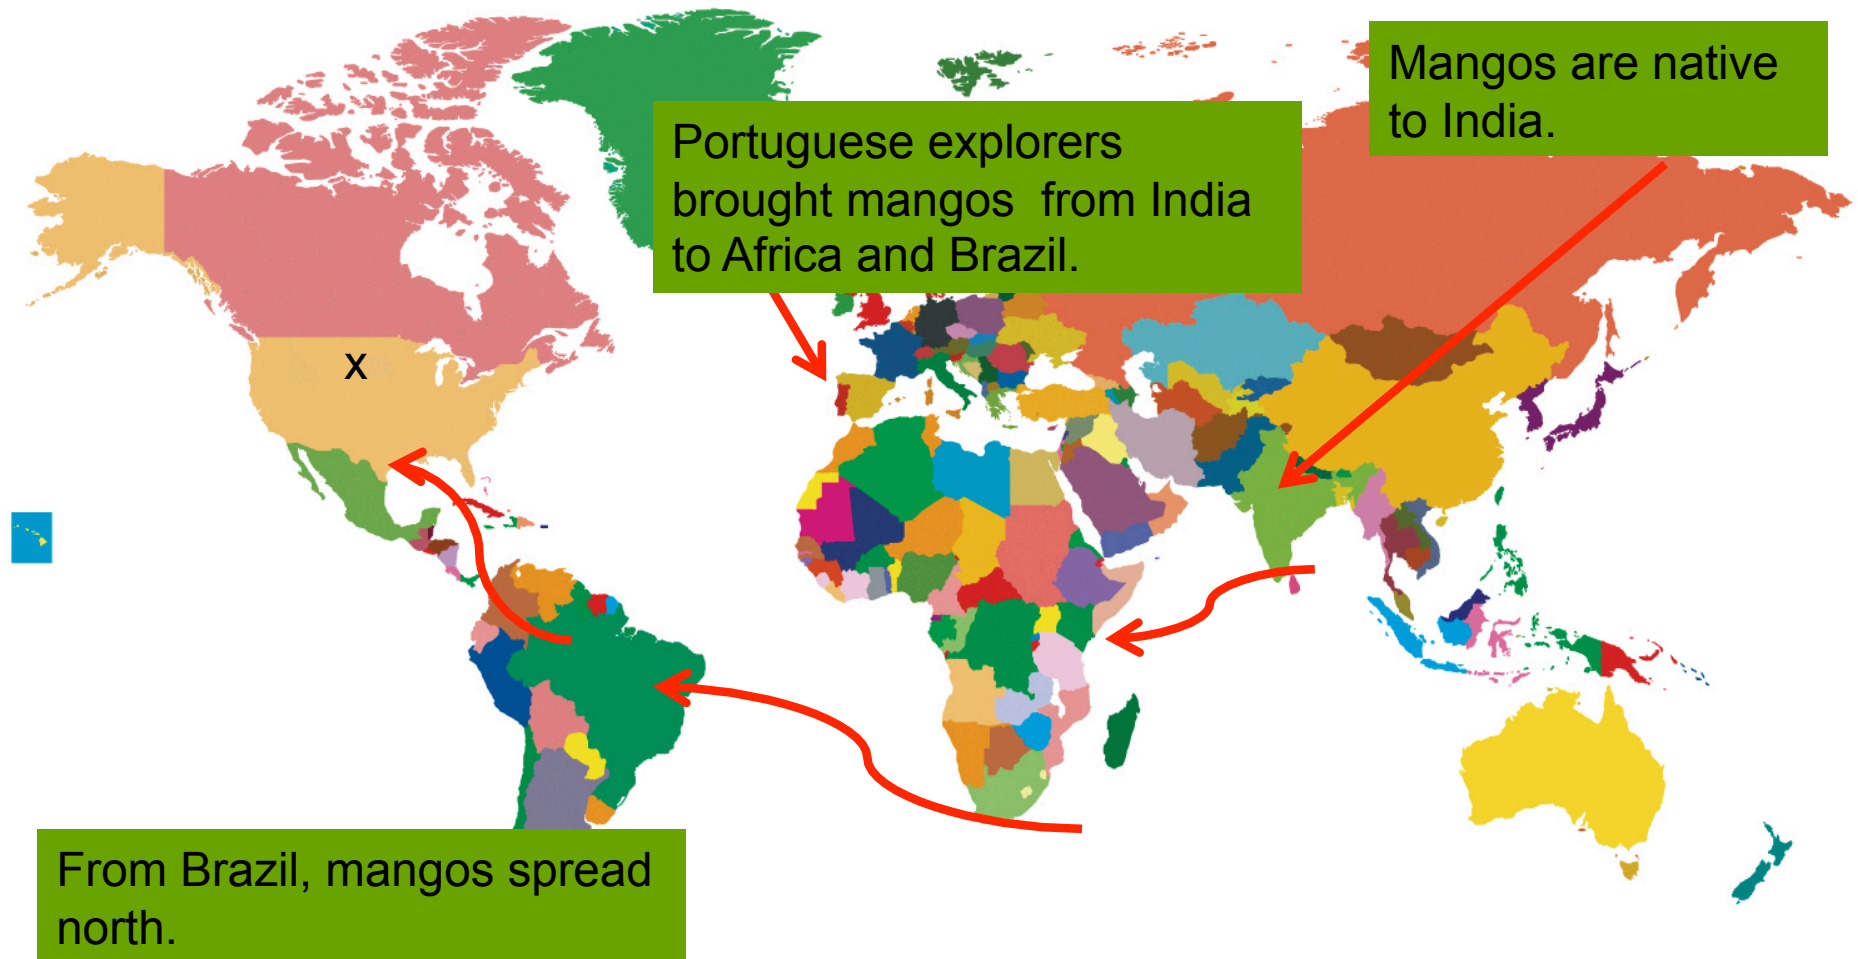 Mangos are native
to India.
Portuguese explorers
brought mangos  from India
to Africa and Brazil.
x
From Brazil, mangos spread
north.